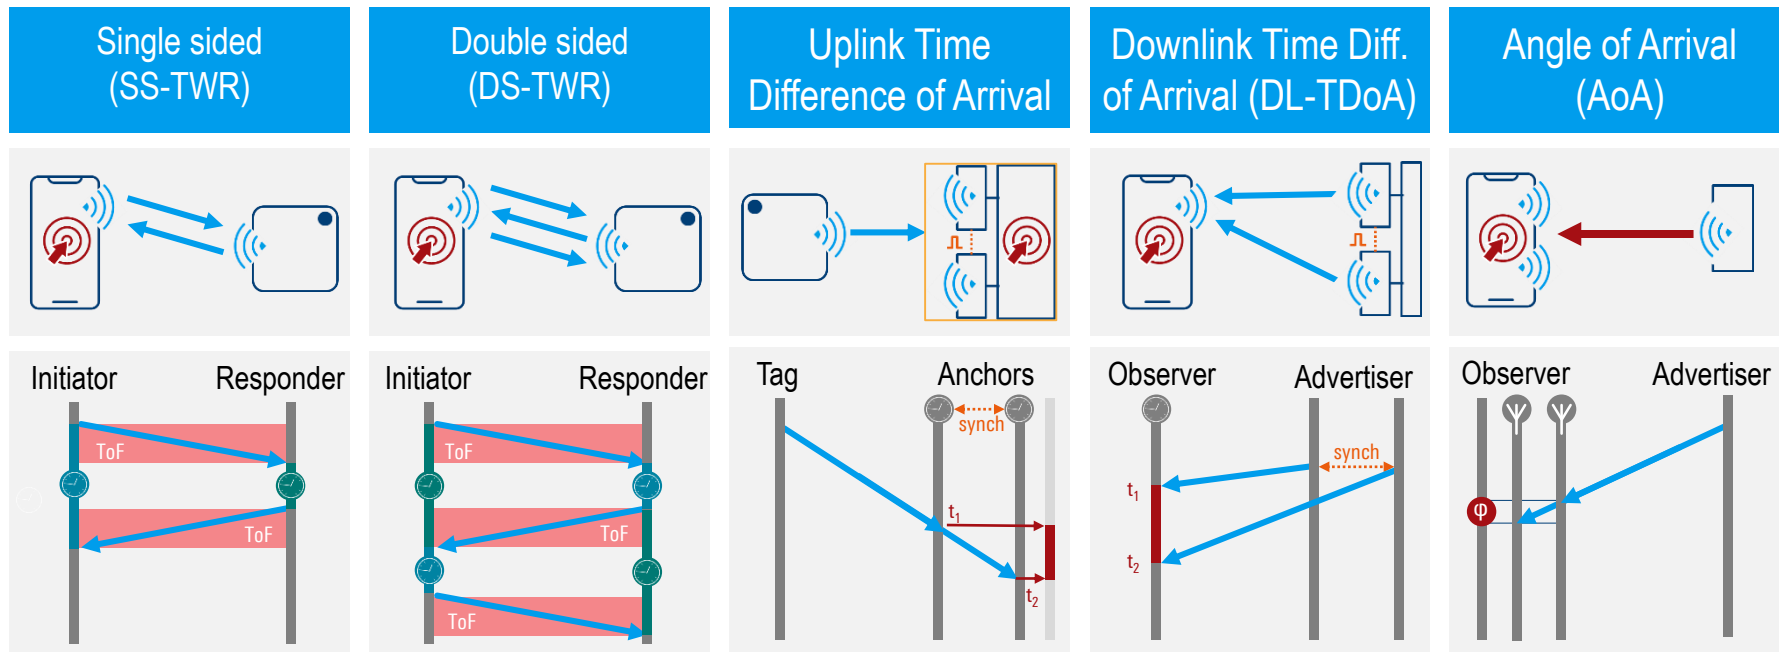 Single sided
(SS-TWR)
Double sided
(DS-TWR)
Uplink Time
Difference of Arrival
Downlink Time Diff.
of Arrival (DL-TDoA)
Angle of Arrival
(AoA)
Initiator
Responder
ToF
ToF
Initiator
Responder
ToF
ToF
ToF
Tag
Anchors
synch
t1
t2
Observer
Advertiser
synch
t1
t2
Observer
Advertiser
φ